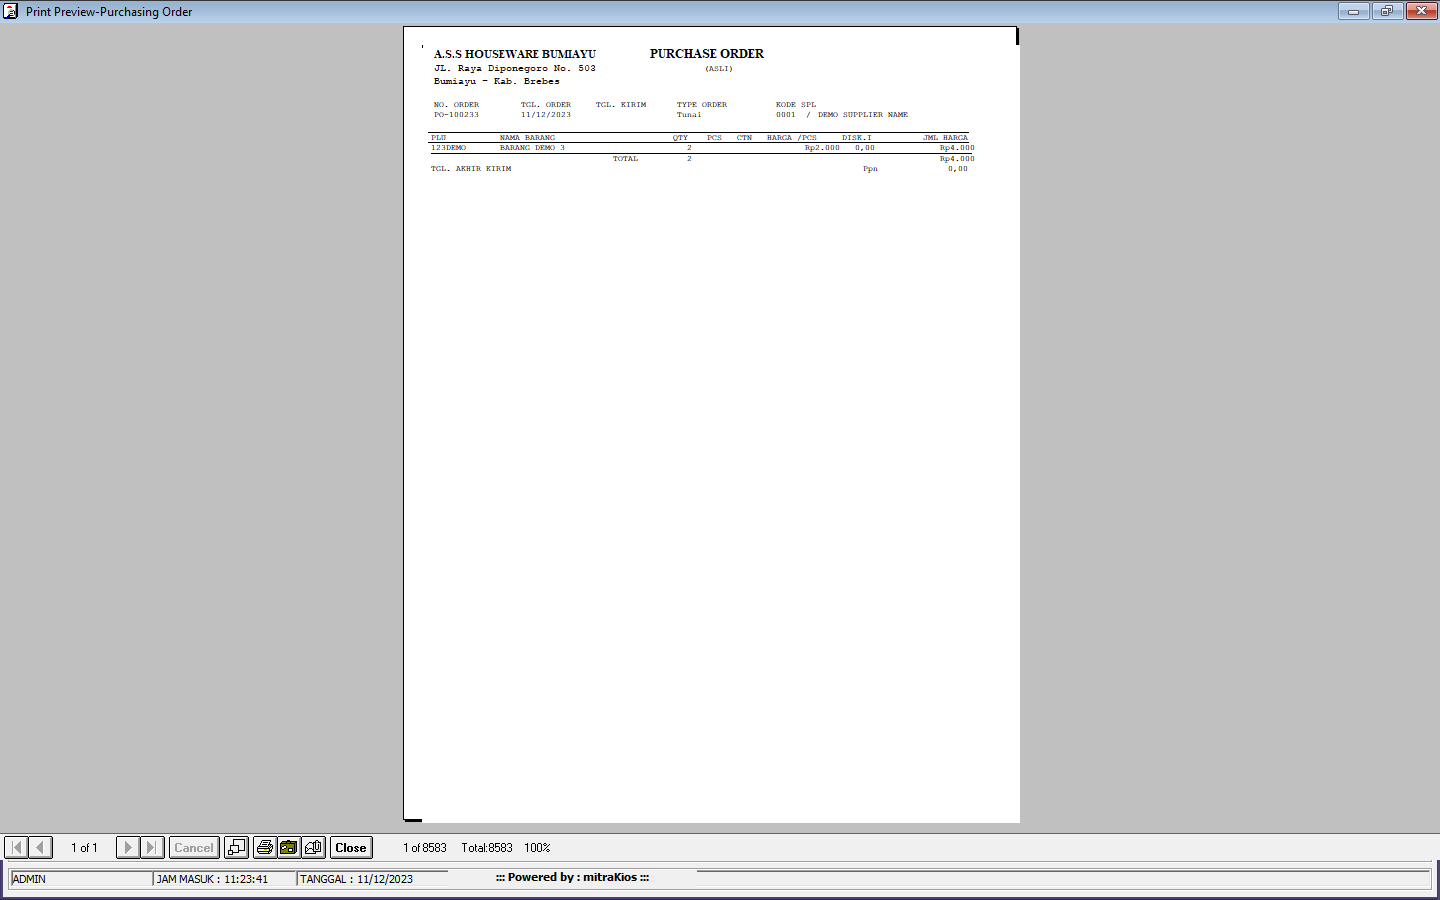 Print Preview-Purchasing Order
A.S.S HOUSEWARE BUMIAYU PURCHASE ORDER
JL. Raya Diponegoro No. 503 (ASLI)
Bumiayu - Kab. Brebes
NO. ORDER TGL. ORDER TGL. KIRIM TYPE ORDER KODE SPL
PO-100233 11/12/2023 Tunai 0001 / DEMO SUPPLIER NAME
PLU NAMA BARANG QTY PCS CTN HARGA /PCS DISK.I JML HARGA
123DEMO BARANG DEMO 3 2 Rp2.000 0,00 Rp4.000
TOTAL 2 Rp4.000
TGL. AKHIR KIRIM Ppn 0,00
1 of 1 Cancel Close 1 of 8583 Total:8583 100%
ADMIN JAM MASUK : 11:23:41 TANGGAL : 11/12/2023 ::: Powered by : mitraKios :::